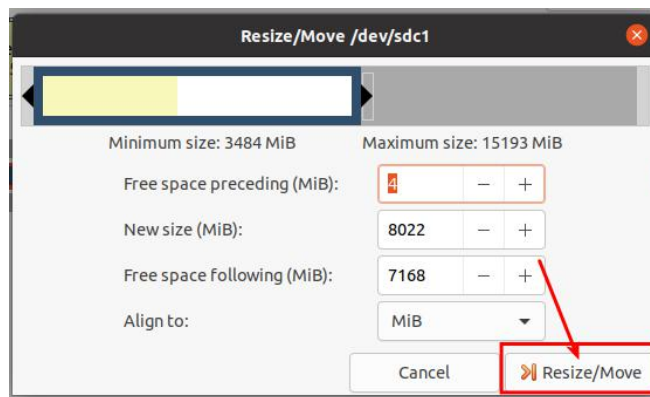 Resize/Move /dev/sdc1
Minimum size: 3484 MiB Maximum size: 15193 MiB
Free space preceding (MiB): 4 − +
New size (MiB): 8022 − +
Free space following (MiB): 7168 − +
Align to: MiB
Cancel Resize/Move